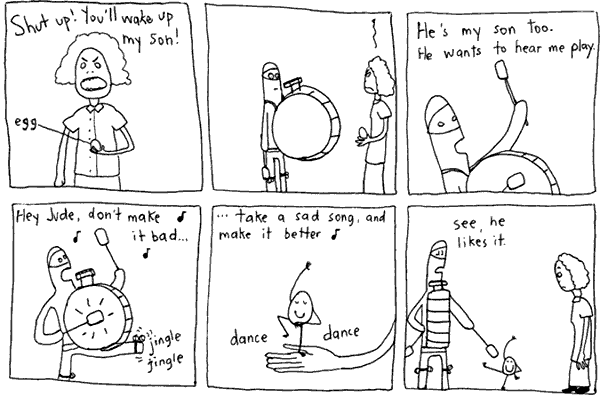 Shut up! You'll wake up
my son!
egg
He's my son too.
He wants to hear me play.
Hey Jude, don't make
it bad...
jingle
jingle
... take a sad song, and
make it better
dance
dance
see, he
likes it.